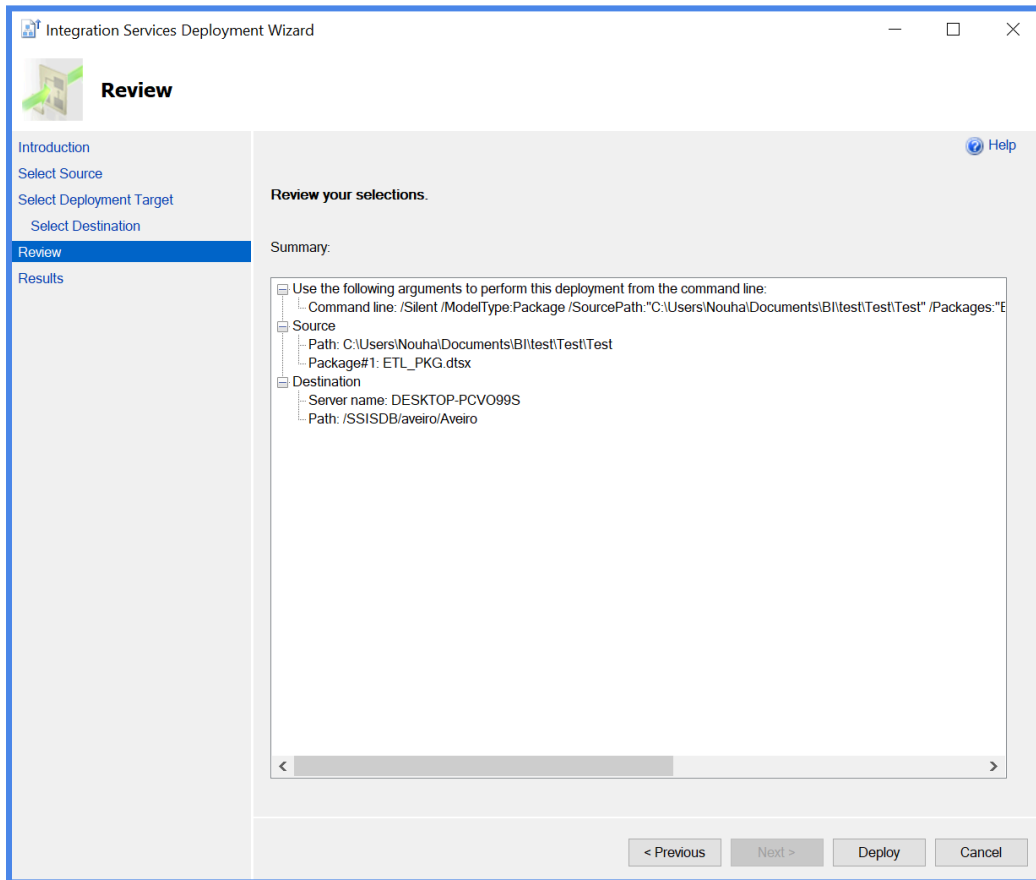 Integration Services Deployment Wizard
Review
Introduction
Select Source
Select Deployment Target
Select Destination
Review
Results
Help
Review your selections.
Summary:
Use the following arguments to perform this deployment from the command line:
Command line: /Silent /ModelType:Package /SourcePath:"C:\Users\Nouha\Documents\BI\test\Test\Test" /Packages:"E
Source
Path: C:\Users\Nouha\Documents\BI\test\Test\Test
Package#1: ETL_PKG.dtsx
Destination
Server name: DESKTOP-PCVO99S
Path: /SSISDB/aveiro/Aveiro
< Previous
Next >
Deploy
Cancel